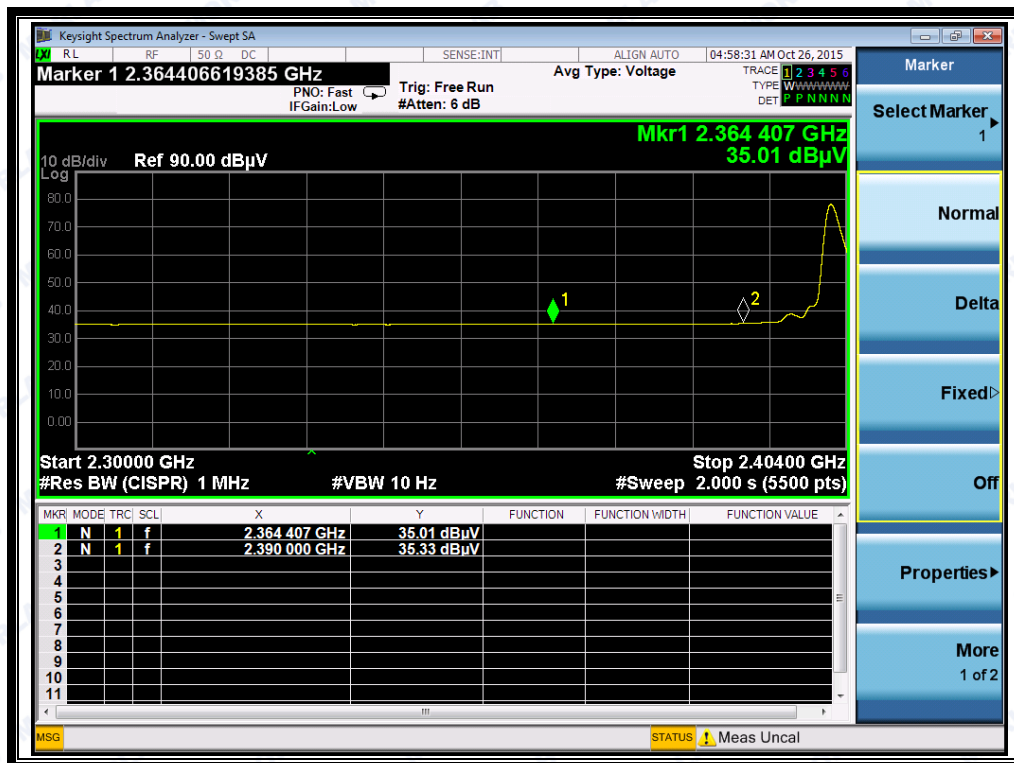 Keysight Spectrum Analyzer - Swept SA
LXI RL RF 50 Ω DC SENSE:INT ALIGN AUTO 04:58:31 AM Oct 26, 2015
Marker 1 2.364406619385 GHz
PNO: Fast
IFGain:Low
Trig: Free Run
#Atten: 6 dB
Avg Type: Voltage
TRACE 1 2 3 4 5 6
TYPE WWWWWW
DET P P N N N N
Mkr1 2.364 407 GHz
35.01 dBµV
10 dB/div Ref 90.00 dBµV
Log
80.0
70.0
60.0
50.0
40.0
30.0
20.0
10.0
0.00
1
2
Start 2.30000 GHz
Stop 2.40400 GHz
#Res BW (CISPR) 1 MHz #VBW 10 Hz #Sweep 2.000 s (5500 pts)
MKR MODE TRC SCL X Y FUNCTION FUNCTION WIDTH FUNCTION VALUE
1 N 1 f 2.364 407 GHz 35.01 dBµV
2 N 1 f 2.390 000 GHz 35.33 dBµV
3
4
5
6
7
8
9
10
11
MSG STATUS Meas Uncal
Marker
Select Marker
1
Normal
Delta
Fixed
Off
Properties
More
1 of 2